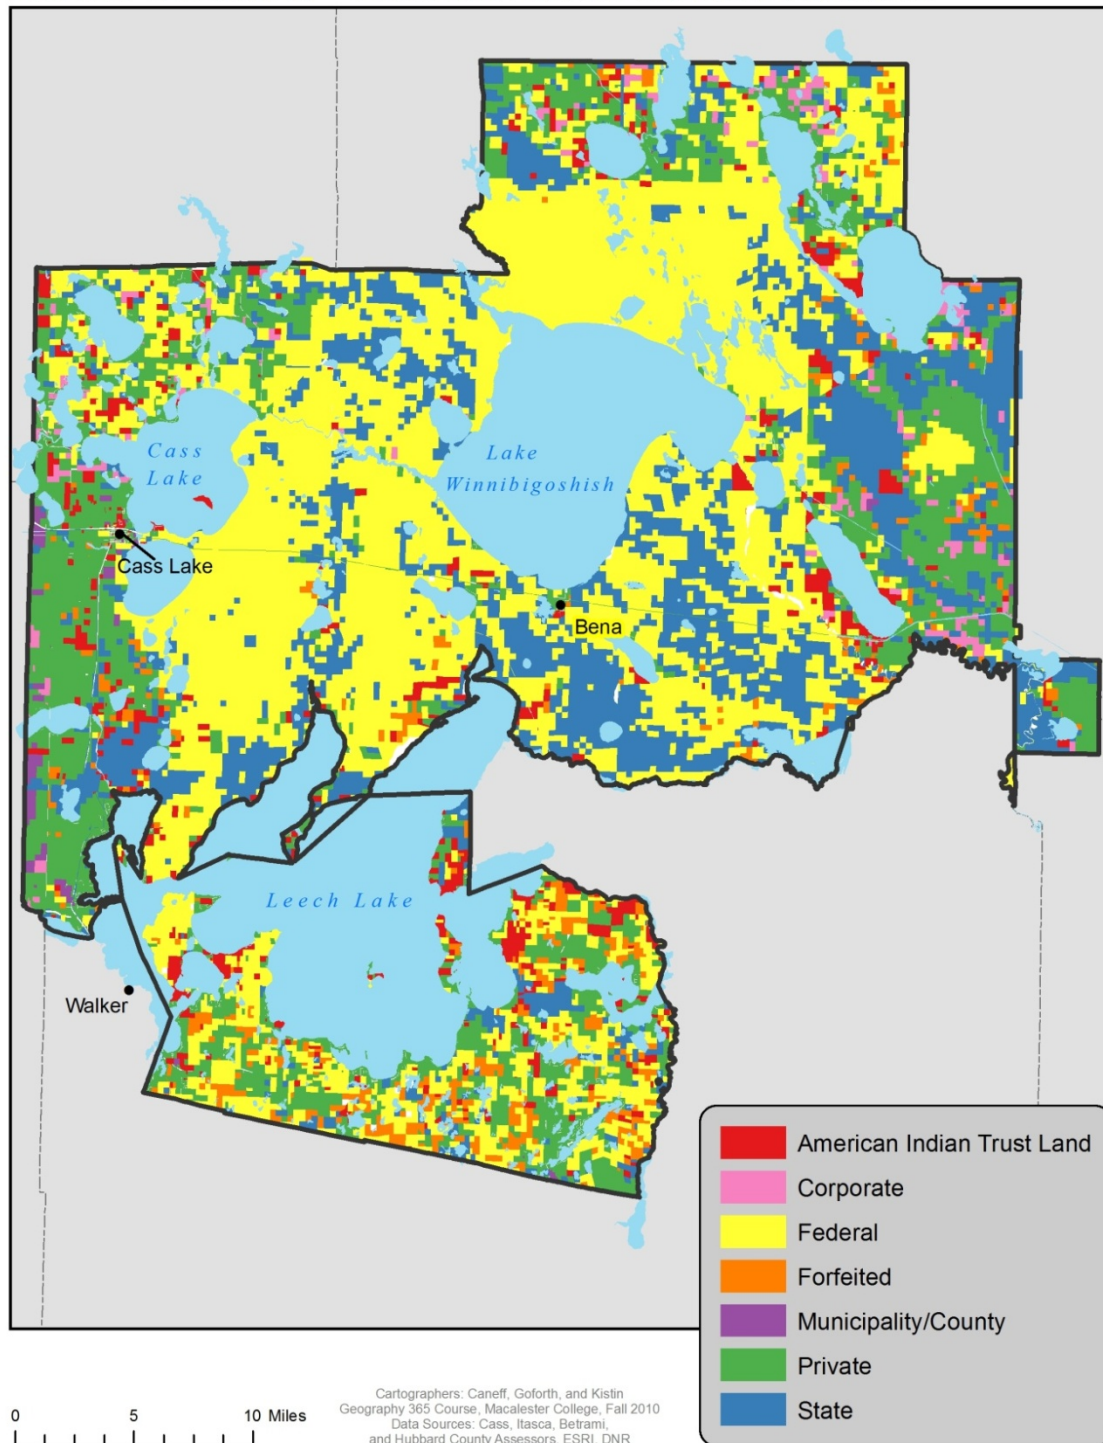 Cass
Lake
Lake
Winnibigoshish
Cass Lake
Bena
Leech Lake
Walker
American Indian Trust Land
Corporate
Federal
Forfeited
Municipality/County
Private
State
0 5 10 Miles
Cartographers: Caneff, Goforth, and Kistin
Geography 365 Course, Macalester College, Fall 2010
Data Sources: Cass, Itasca, Betrami,
and Hubbard County Assessors, ESRI, DNR